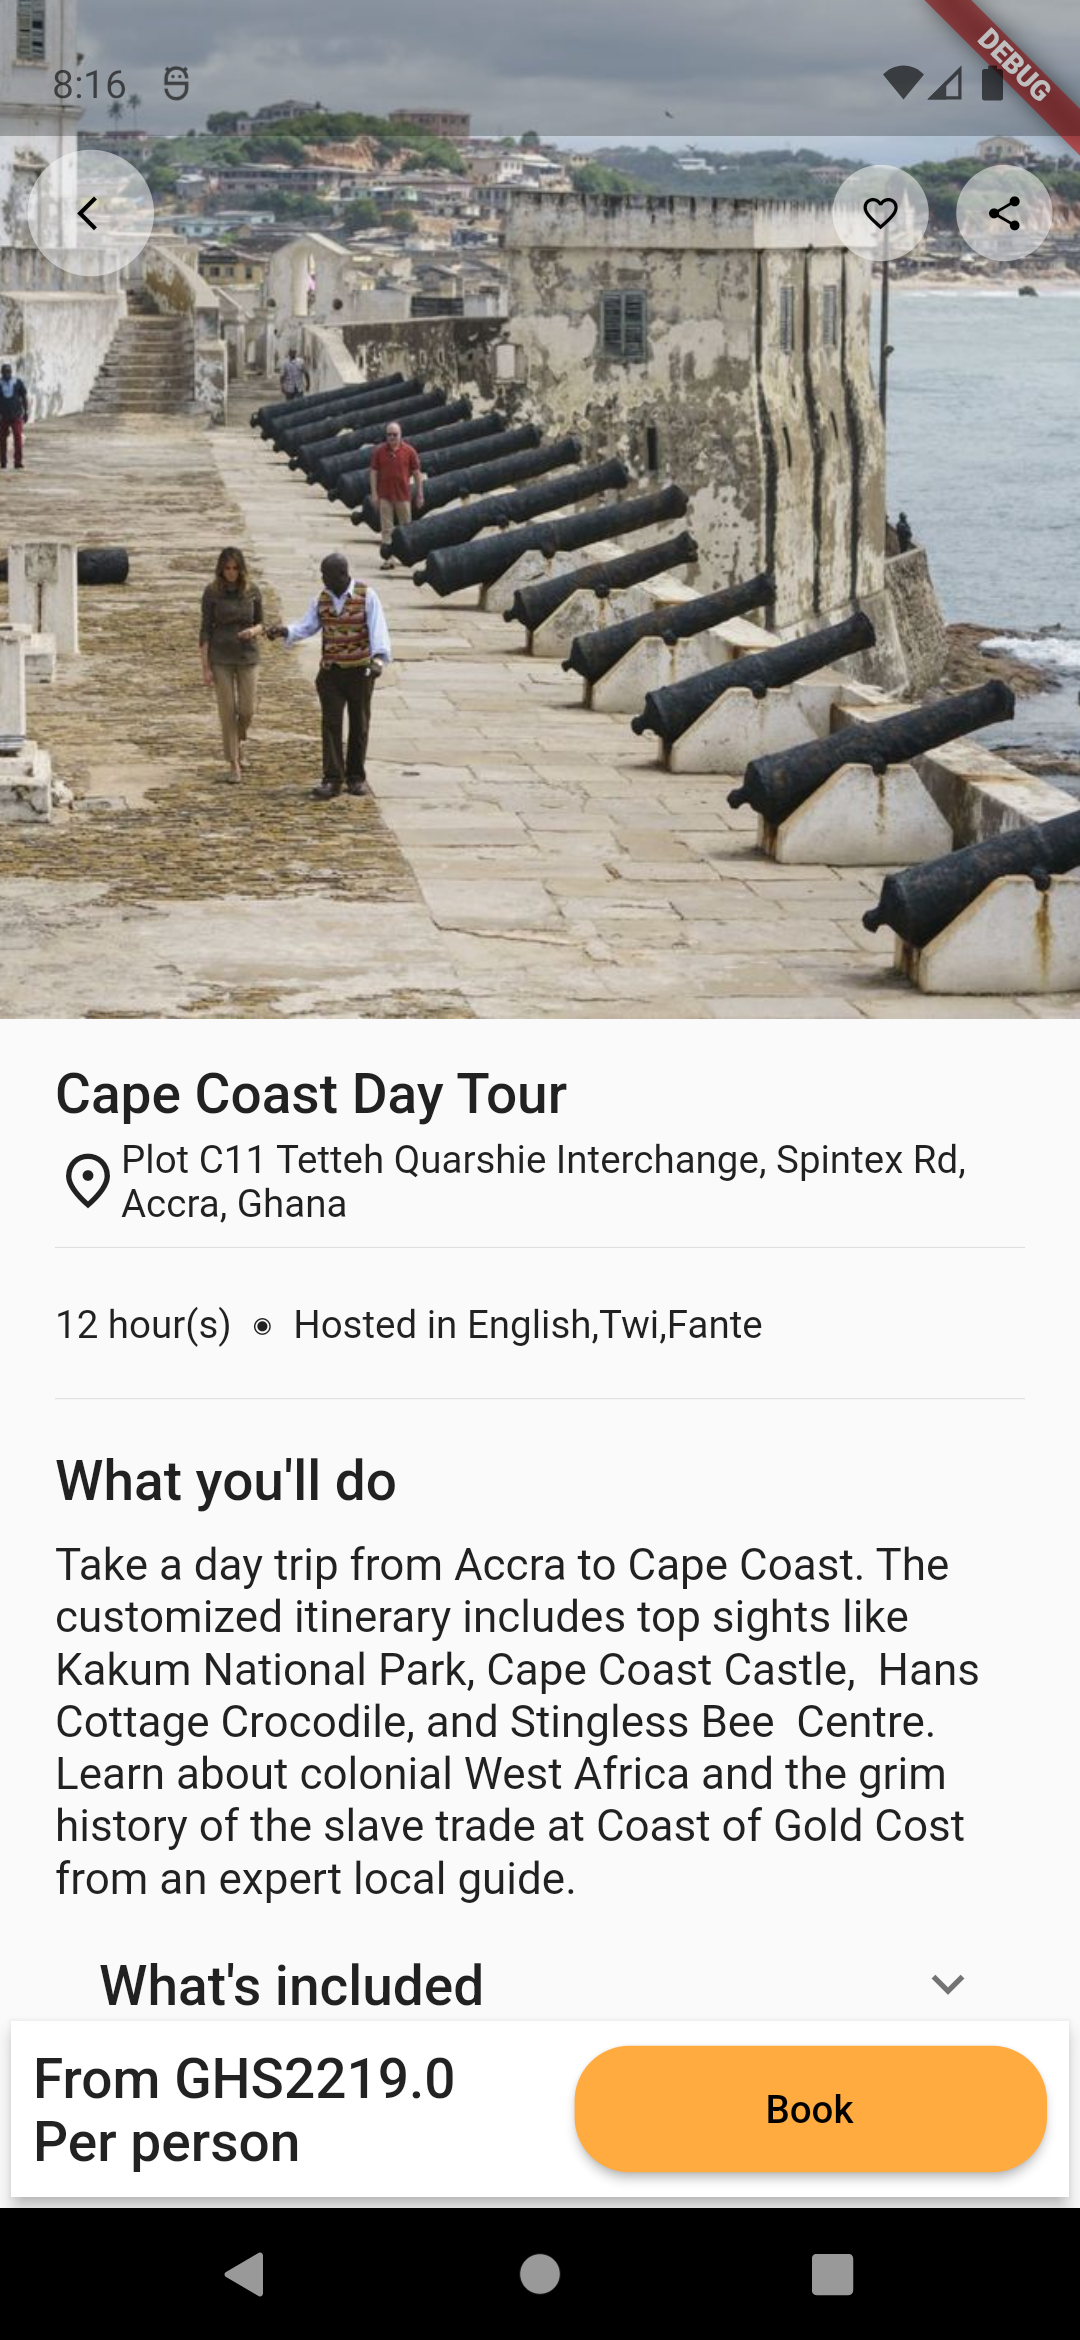 8:16
DEBUG
Cape Coast Day Tour
Plot C11 Tetteh Quarshie Interchange, Spintex Rd,
Accra, Ghana
12 hour(s) ◉ Hosted in English,Twi,Fante
What you'll do
Take a day trip from Accra to Cape Coast. The
customized itinerary includes top sights like
Kakum National Park, Cape Coast Castle,  Hans
Cottage Crocodile, and Stingless Bee  Centre.
Learn about colonial West Africa and the grim
history of the slave trade at Coast of Gold Cost
from an expert local guide.
What's included
From GHS2219.0
Per person
Book